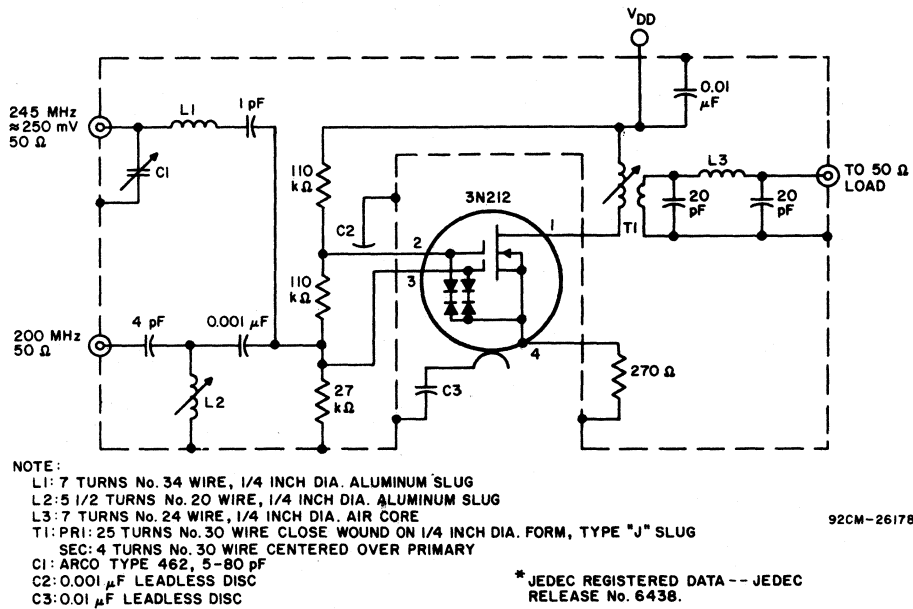 VDD
0.01
µF
245 MHz
≈250 mV
50 Ω
L1
1 pF
C1
110
kΩ
C2
3N212
1
2
3
4
T1
L3
20
pF
20
pF
TO 50 Ω
LOAD
110
kΩ
200 MHz
50 Ω
4 pF
0.001 µF
L2
27
kΩ
C3
270 Ω
NOTE:
L1: 7 TURNS No. 34 WIRE, 1/4 INCH DIA. ALUMINUM SLUG
L2: 5 1/2 TURNS No. 20 WIRE, 1/4 INCH DIA. ALUMINUM SLUG
L3: 7 TURNS No. 24 WIRE, 1/4 INCH DIA. AIR CORE
T1: PRI: 25 TURNS No. 30 WIRE CLOSE WOUND ON 1/4 INCH DIA. FORM, TYPE "J" SLUG
SEC: 4 TURNS No. 30 WIRE CENTERED OVER PRIMARY
C1: ARCO TYPE 462, 5-80 pF
C2: 0.001 µF LEADLESS DISC
C3: 0.01 µF LEADLESS DISC
92CM-26178
* JEDEC REGISTERED DATA -- JEDEC
RELEASE No. 6438.